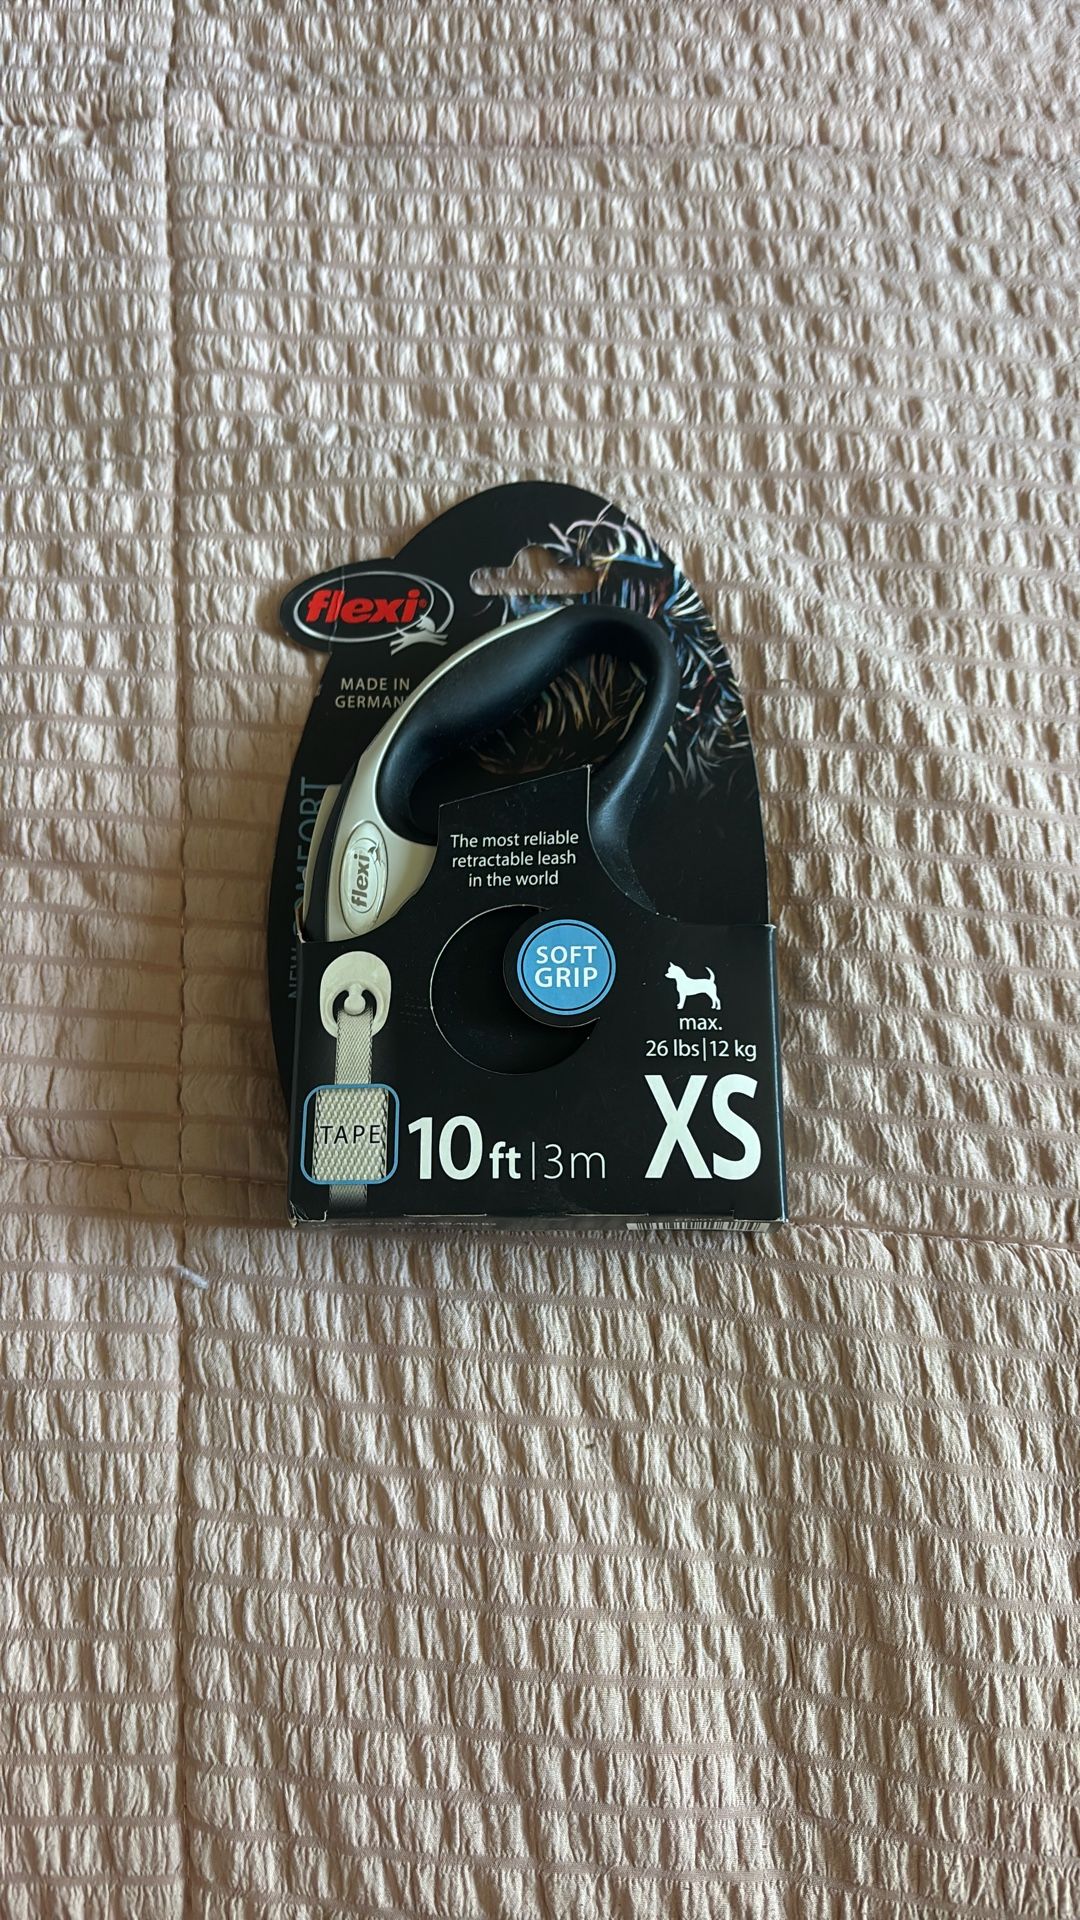 flexi
MADE IN
GERMAN
The most reliable
retractable leash
in the world
flexi
SOFT
GRIP
max.
26 lbs|12 kg
TAPE
10 ft|3m
XS